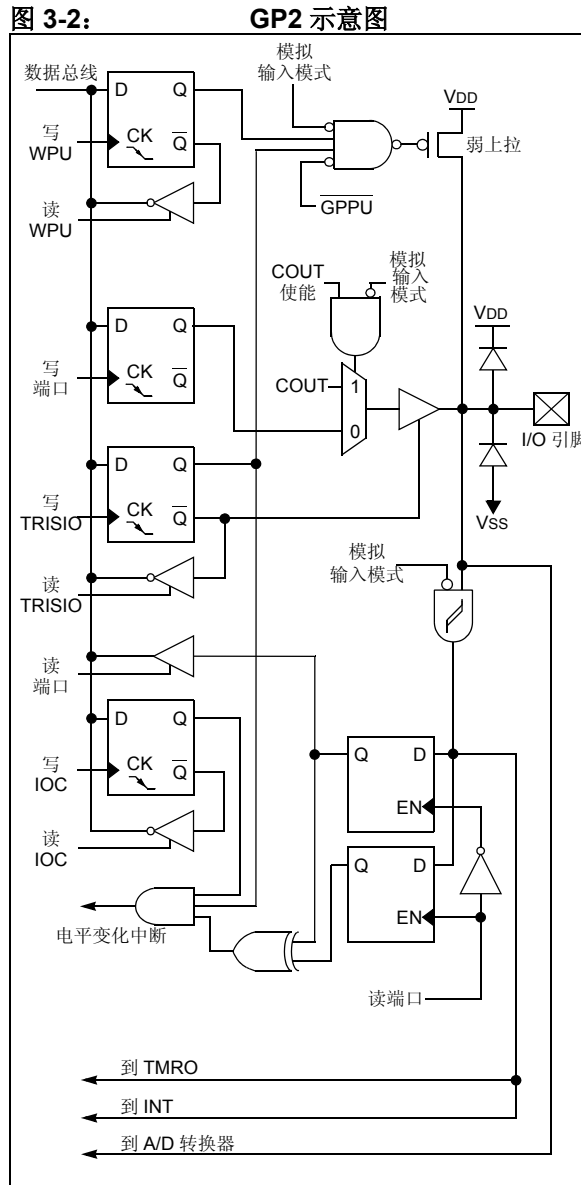 图 3-2： GP2 示意图
模拟
输入模式
数据总线
D Q
VDD
写
WPU
CK Q
弱上拉
读
WPU
GPPU
COUT
使能
模拟
输入
模式
VDD
D Q
写
端口
CK Q
COUT
1
0
I/O 引脚
D Q
写
TRISIO
CK Q
VSS
模拟
输入模式
读
TRISIO
读
端口
D Q
写
IOC
CK Q
Q D
EN
读
IOC
Q D
EN
电平变化中断
读端口
到 TMRO
到 INT
到 A/D 转换器